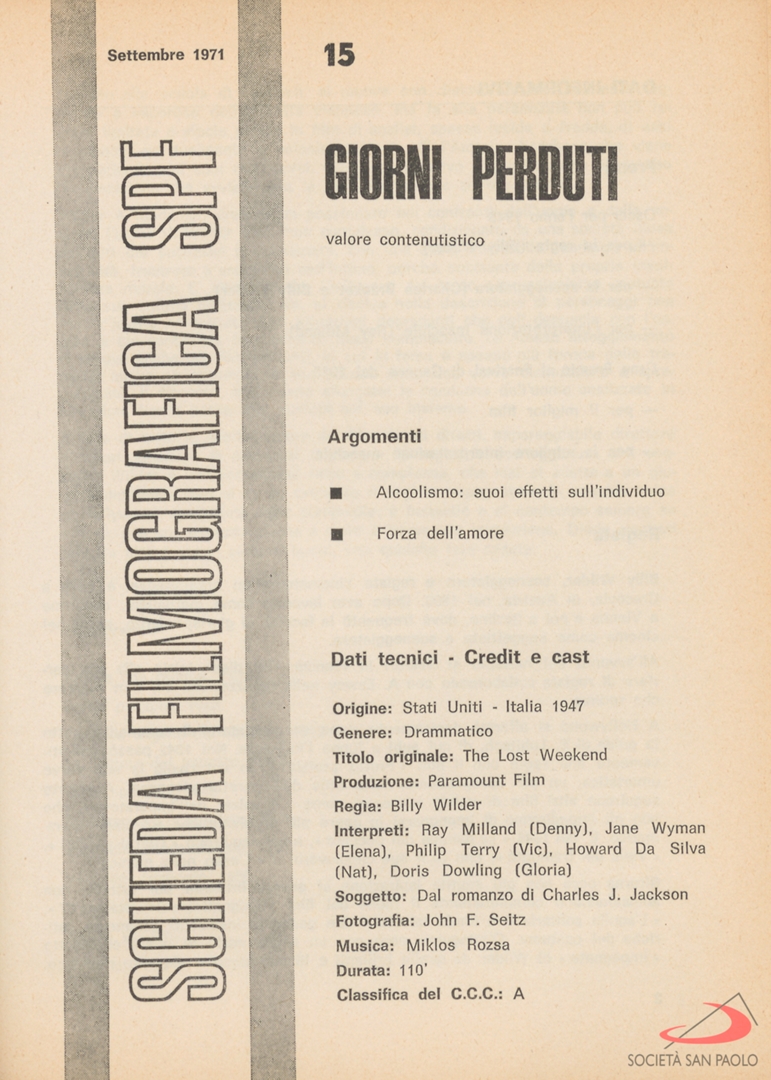 Settembre 1971
15
SCHEDA FILMOGRAFICA SPF
GIORNI PERDUTI
valore contenutistico
Argomenti
■ Alcoolismo: suoi effetti sull'individuo
■ Forza dell'amore
Dati tecnici - Credit e cast
Origine: Stati Uniti - Italia 1947
Genere: Drammatico
Titolo originale: The Lost Weekend
Produzione: Paramount Film
Regìa: Billy Wilder
Interpreti: Ray Milland (Denny), Jane Wyman
(Elena), Philip Terry (Vic), Howard Da Silva
(Nat), Doris Dowling (Gloria)
Soggetto: Dal romanzo di Charles J. Jackson
Fotografia: John F. Seitz
Musica: Miklos Rozsa
Durata: 110'
Classifica del C.C.C.: A
SOCIETÀ SAN PAOLO